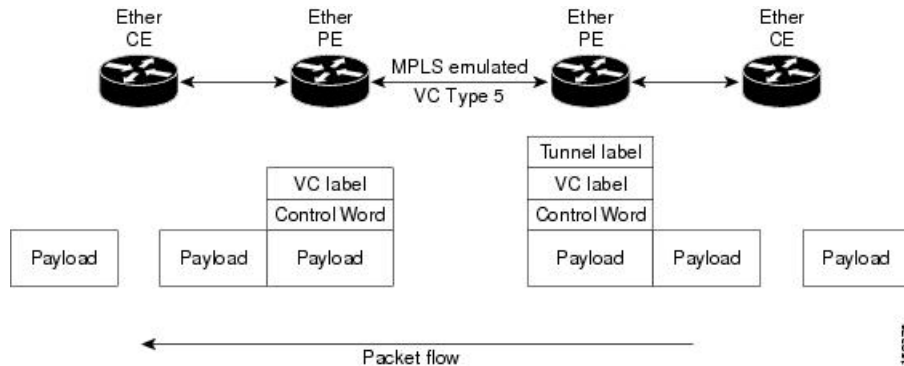 Ether
CE
Ether
PE
Ether
PE
Ether
CE
MPLS emulated
VC Type 5
Tunnel label
VC label
VC label
Control Word
Control Word
Payload
Payload
Payload
Payload
Payload
Payload
Packet flow